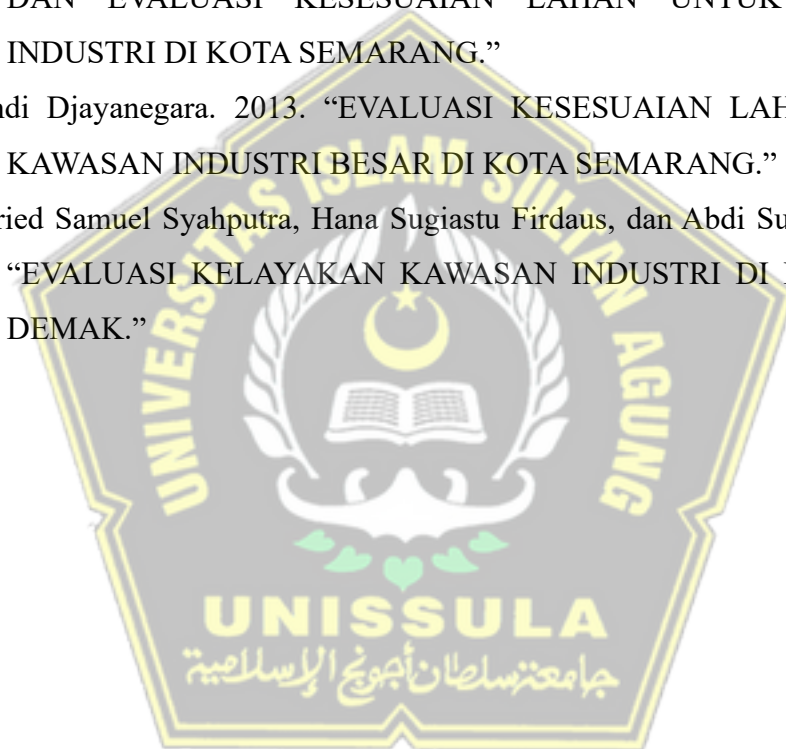 DAN EVALUASI KESESUAIAN LAHAN UNTUK
INDUSTRI DI KOTA SEMARANG.”
ndi Djayanegara. 2013. “EVALUASI KESESUAIAN LAH
KAWASAN INDUSTRI BESAR DI KOTA SEMARANG.”
ried Samuel Syahputra, Hana Sugiastu Firdaus, dan Abdi Su
“EVALUASI KELAYAKAN KAWASAN INDUSTRI DI
DEMAK.”
UNIVERSITAS ISLAM SULTAN AGUNG
UNISSULA
جامعة سلطان أجونج الإسلامية